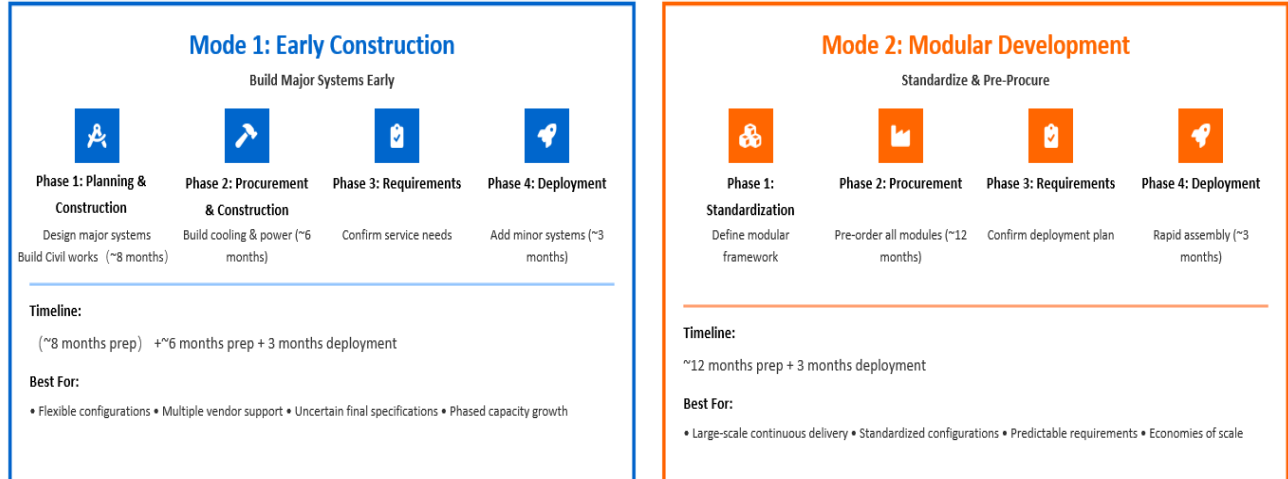 Mode 1: Early Construction
Build Major Systems Early
Phase 1: Planning &
Construction
Design major systems
Build Civil works（~8 months）
Phase 2: Procurement
& Construction
Build cooling & power (~6
months)
Phase 3: Requirements
Confirm service needs
Phase 4: Deployment
Add minor systems (~3
months)
Timeline:
（~8 months prep） +~6 months prep + 3 months deployment
Best For:
• Flexible configurations • Multiple vendor support • Uncertain final specifications • Phased capacity growth
Mode 2: Modular Development
Standardize & Pre-Procure
Phase 1:
Standardization
Define modular
framework
Phase 2: Procurement
Pre-order all modules (~12
months)
Phase 3: Requirements
Confirm deployment plan
Phase 4: Deployment
Rapid assembly (~3
months)
Timeline:
~12 months prep + 3 months deployment
Best For:
• Large-scale continuous delivery • Standardized configurations • Predictable requirements • Economies of scale